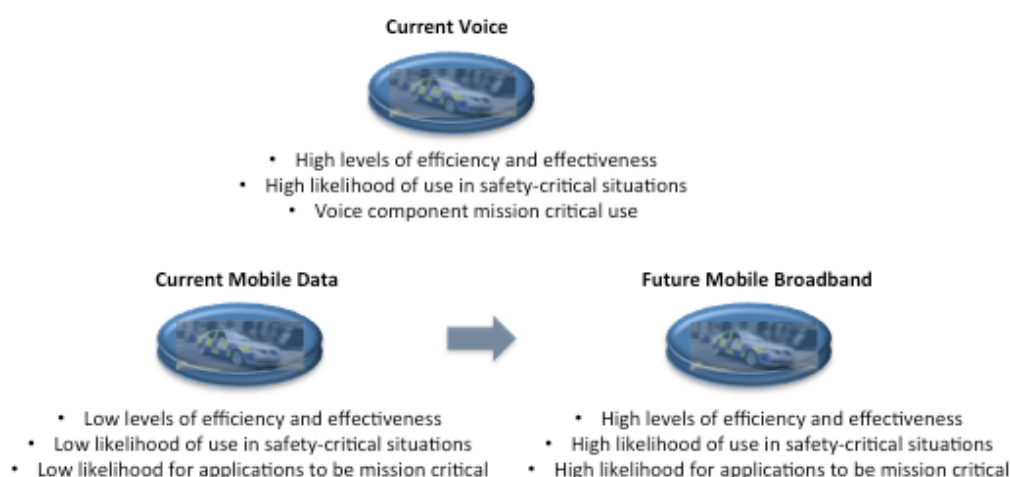 Current Voice
• High levels of efficiency and effectiveness
• High likelihood of use in safety-critical situations
• Voice component mission critical use
Current Mobile Data
• Low levels of efficiency and effectiveness
• Low likelihood of use in safety-critical situations
• Low likelihood for applications to be mission critical
Future Mobile Broadband
• High levels of efficiency and effectiveness
• High likelihood of use in safety-critical situations
• High likelihood for applications to be mission critical